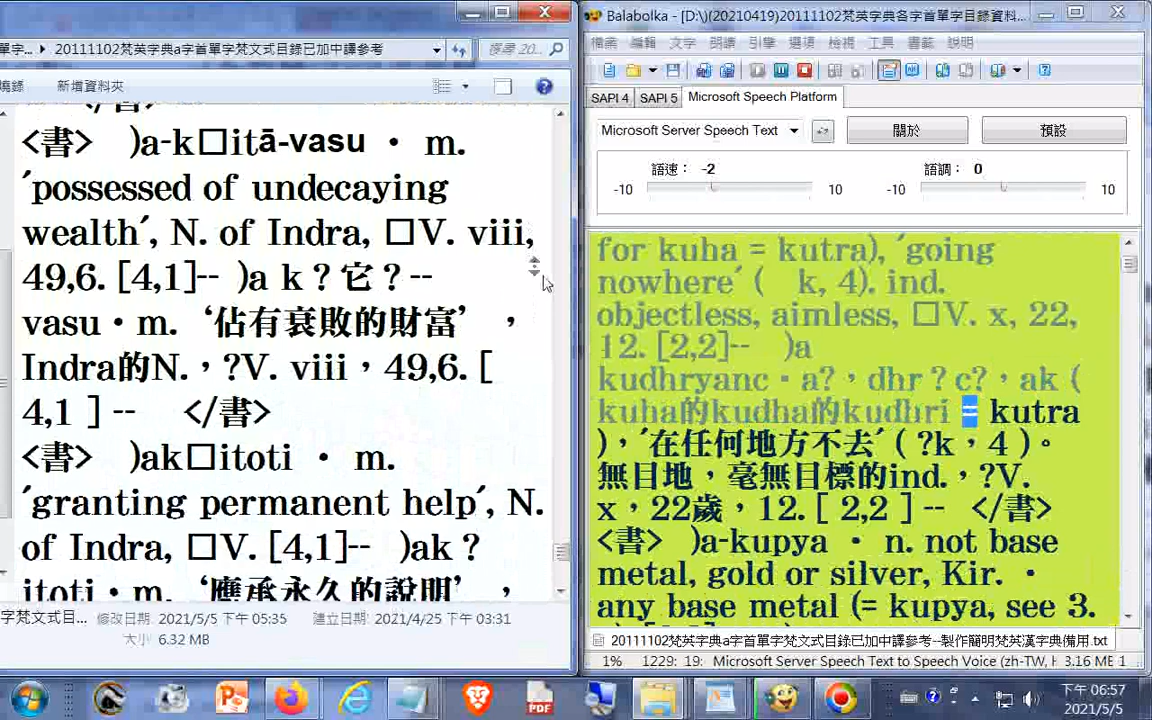 單字... ▸ 20111102梵英字典a字首單字梵文式目錄已加中譯參考
搜尋 20...
燒錄 新增資料夾
</書>
<書> )a-k□itā-vasu • m.
´possessed of undecaying
wealth´, N. of Indra, □V. viii,
49,6. [4,1]-- )a k？它？--
vasu•m.‘佔有衰敗的財富’，
Indra的N.，?V. viii，49,6. [
4,1 ] -- </書>
<書> )ak□itoti • m.
´granting permanent help´, N.
of Indra, □V. [4,1]-- )ak？
itoti•m.‘應承永久的說明’，
字梵文式目... 修改日期: 2021/5/5 下午 05:35 建立日期: 2021/4/25 下午 03:31
大小: 6.32 MB
Balabolka - [D:\)(20210419)20111102梵英字典各字首單字目錄資料...
檔案 編輯 文字 朗讀 引擎 選項 檢視 工具 書籤 說明
SAPI 4 SAPI 5 Microsoft Speech Platform
Microsoft Server Speech Text 關於 預設
語速： -2 語調： 0
-10 10 -10 10
for kuha = kutra), ´going
nowhere´ ( k, 4). ind.
objectless, aimless, □V. x, 22,
12. [2,2]-- )a
kudhryanc•a?，dhr？c?，ak (
kuha的kudha的kudhri = kutra
)，´在任何地方不去´ ( ?k，4 )。
無目地，毫無目標的ind.，?V.
x，22歲，12. [ 2,2 ] -- </書>
<書> )a-kupya • n. not base
metal, gold or silver, Kir. •
any base metal (= kupya, see 3.
20111102梵英字典a字首單字梵文式目錄已加中譯參考--製作簡明梵英漢字典備用.txt
1% 1229: 19: Microsoft Server Speech Text to Speech Voice (zh-TW, H 3.16 ME 1
PDF
下午 06:57
2021/5/5